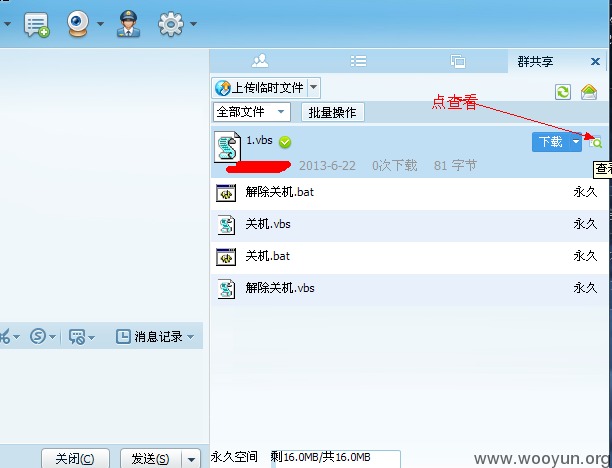 群共享
上传临时文件
点查看
全部文件 批量操作
1.vbs 下载
查看
2013-6-22 0次下载 81 字节
解除关机.bat 永久
关机.vbs 永久
关机.bat 永久
解除关机.vbs 永久
消息记录
关闭(C) 发送(S) 永久空间 剩16.0MB/共16.0MB
www.wooyun.org